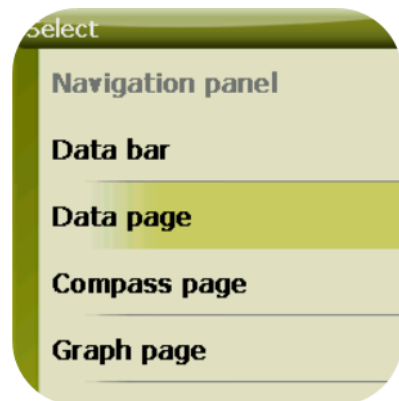 Select
Navigation panel
Data bar
Data page
Compass page
Graph page